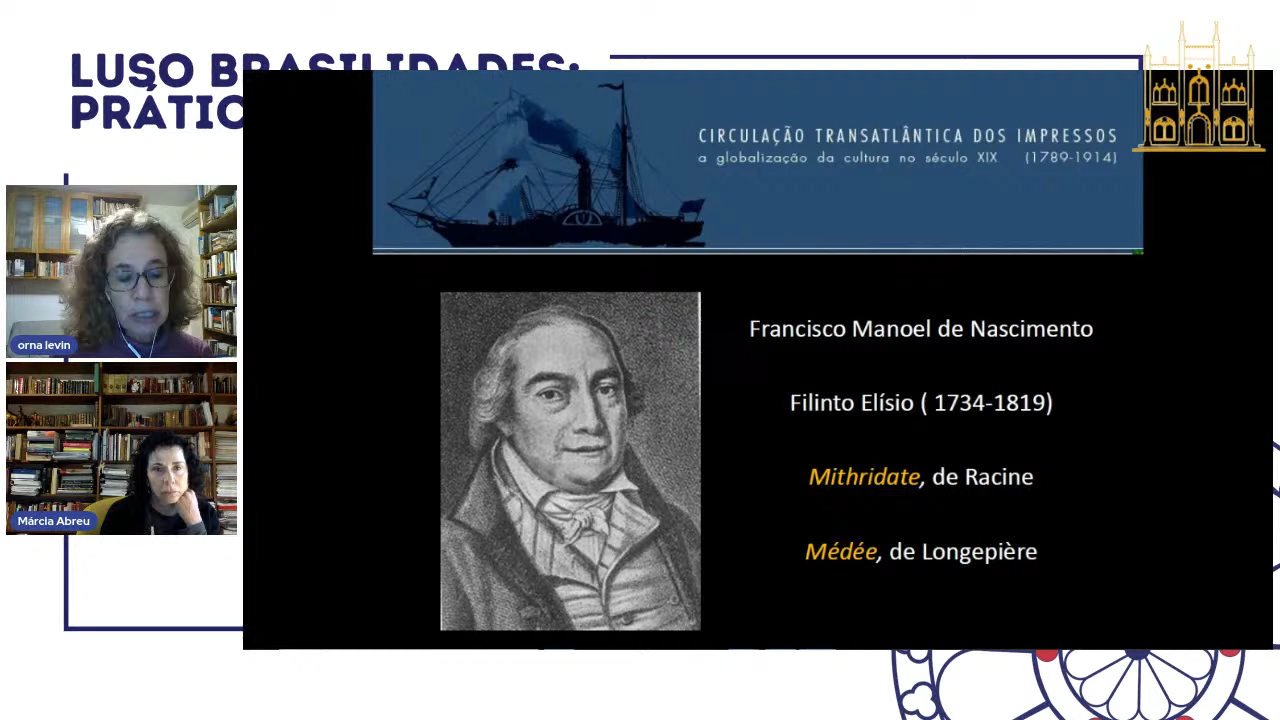 LUSO BRASILIDADES:
PRÁTIC
CIRCULAÇÃO TRANSATLÂNTICA DOS IMPRESSOS
a globalização da cultura no século XIX (1789-1914)
orna levin
Márcia Abreu
Francisco Manoel de Nascimento
Filinto Elísio ( 1734-1819)
Mithridate, de Racine
Médée, de Longepière